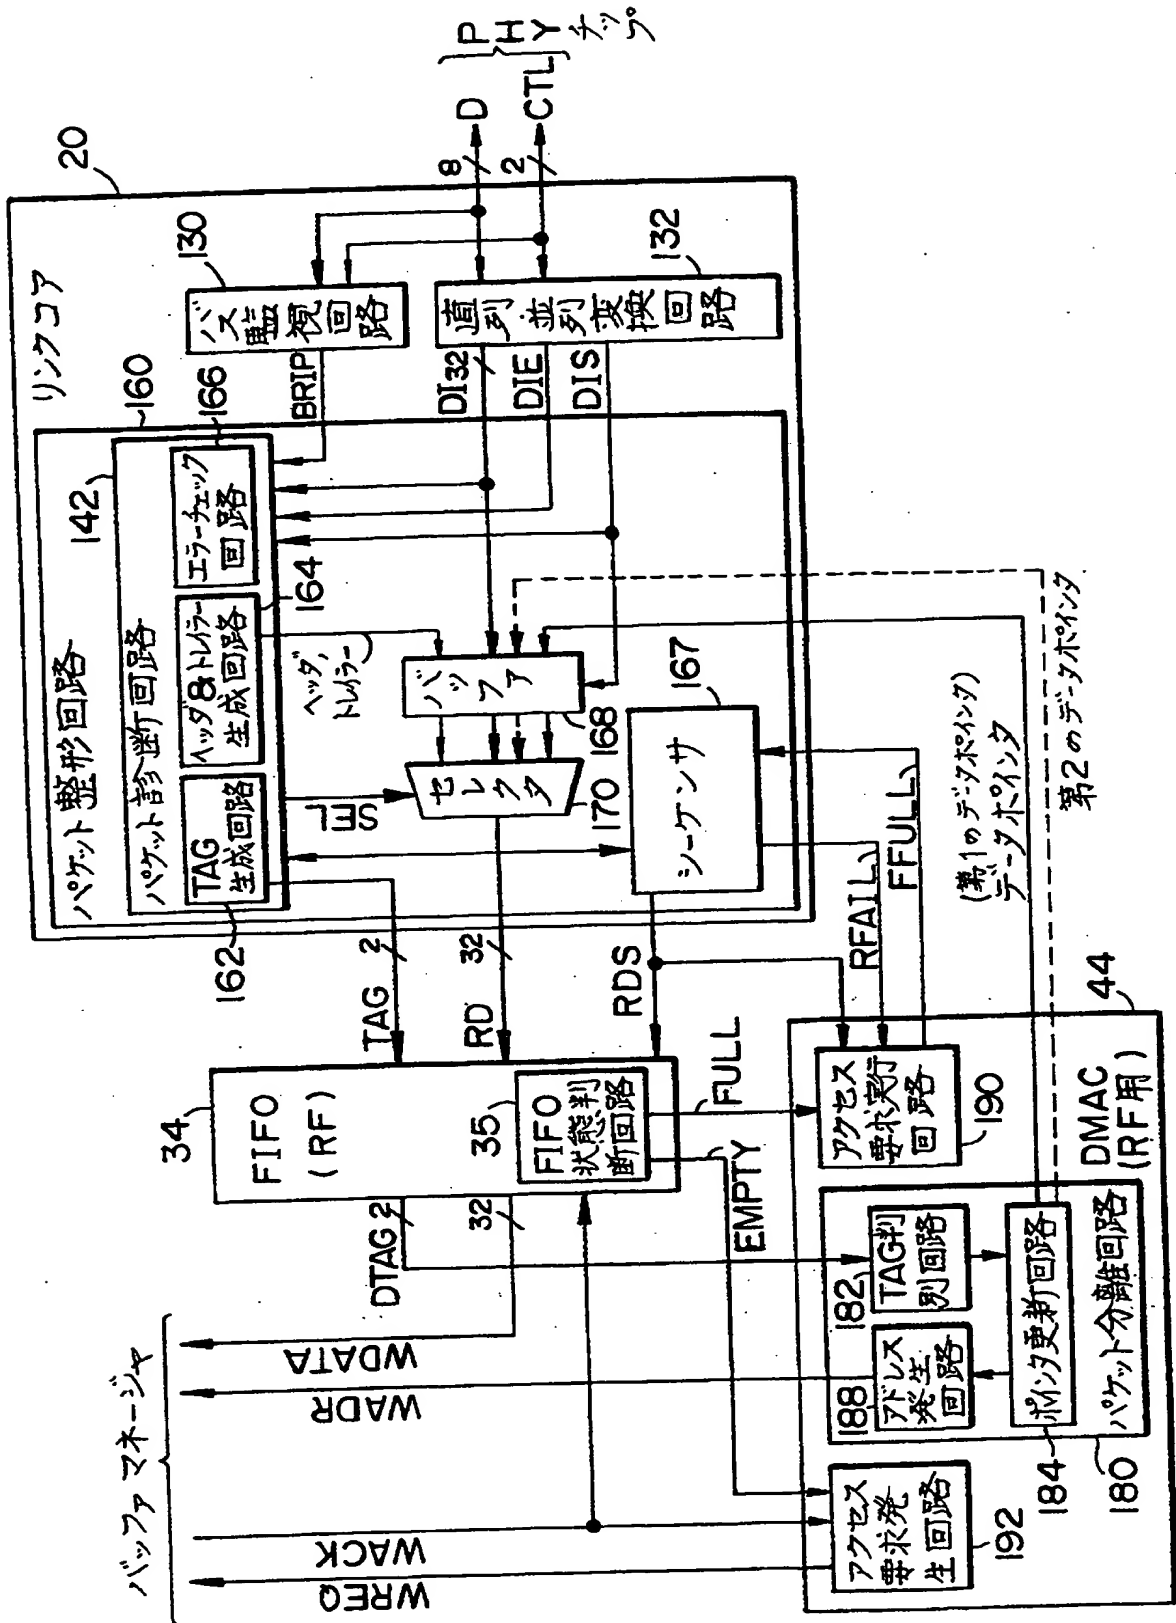 PHYチップ
D
CTL
8
2
20
リンクコア
130
バス監視回路
132
直列並列変換回路
BRIP
DI
32
DIE
DIS
160
パケット整形回路
142
パケット診断回路
166
エラーチェック回路
164
ヘッダ&トレイラー生成回路
162
TAG生成回路
ヘッダ,
トレイラー
バッファ
168
セレクタ
170
SEL
167
シーケンサ
TAG
2
RD
32
RDS
RFAIL
FFULL
(第1のデータポインタ)
データポインタ
第2のデータポインタ
34
FIFO
(RF)
35
FIFO
状態判断回路
FULL
EMPTY
DTAG
2
32
44
DMAC
(RF用)
アクセス要求実行回路
190
182
TAG判別回路
188
アドレス発生回路
ポインタ更新回路
184
パケット分離回路
180
アクセス要求発生回路
192
バッファマネージャ
WDATA
WADR
WACK
WREQ